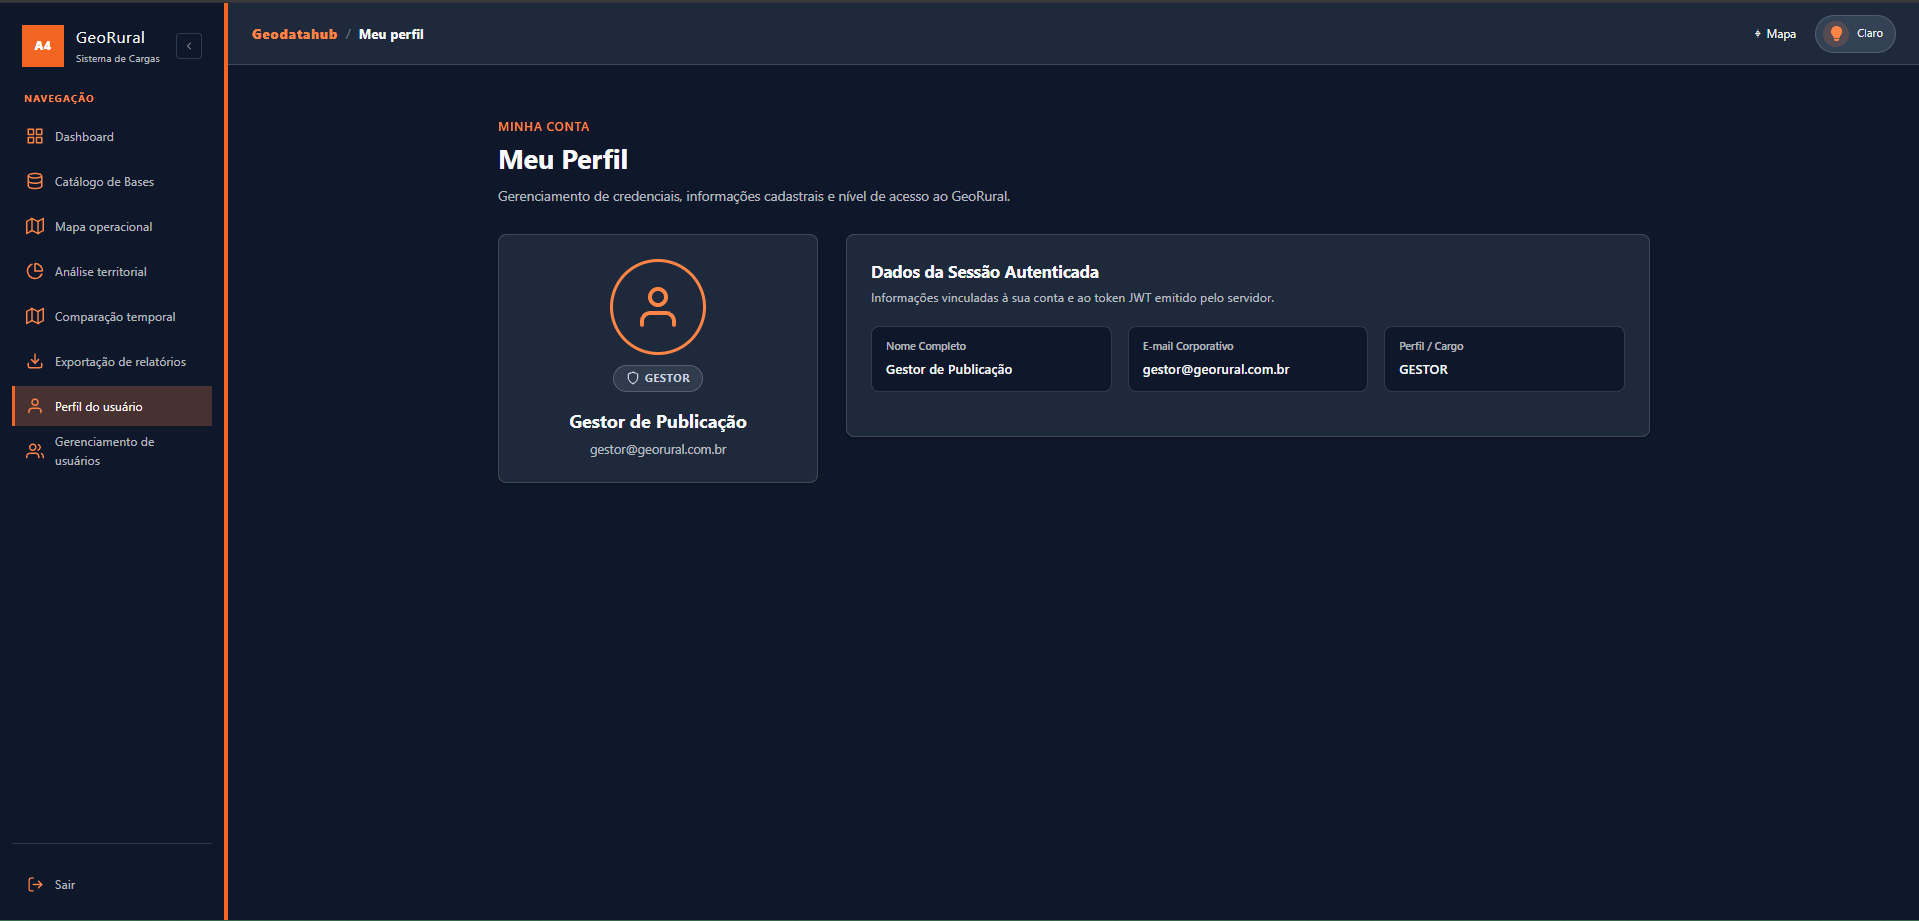 A4
GeoRural
Sistema de Cargas
NAVEGAÇÃO
Dashboard
Catálogo de Bases
Mapa operacional
Análise territorial
Comparação temporal
Exportação de relatórios
Perfil do usuário
Gerenciamento de
usuários
Sair
Geodatahub / Meu perfil
Mapa
Claro
MINHA CONTA
Meu Perfil
Gerenciamento de credenciais, informações cadastrais e nível de acesso ao GeoRural.
GESTOR
Gestor de Publicação
gestor@georural.com.br
Dados da Sessão Autenticada
Informações vinculadas à sua conta e ao token JWT emitido pelo servidor.
Nome Completo
Gestor de Publicação
E-mail Corporativo
gestor@georural.com.br
Perfil / Cargo
GESTOR